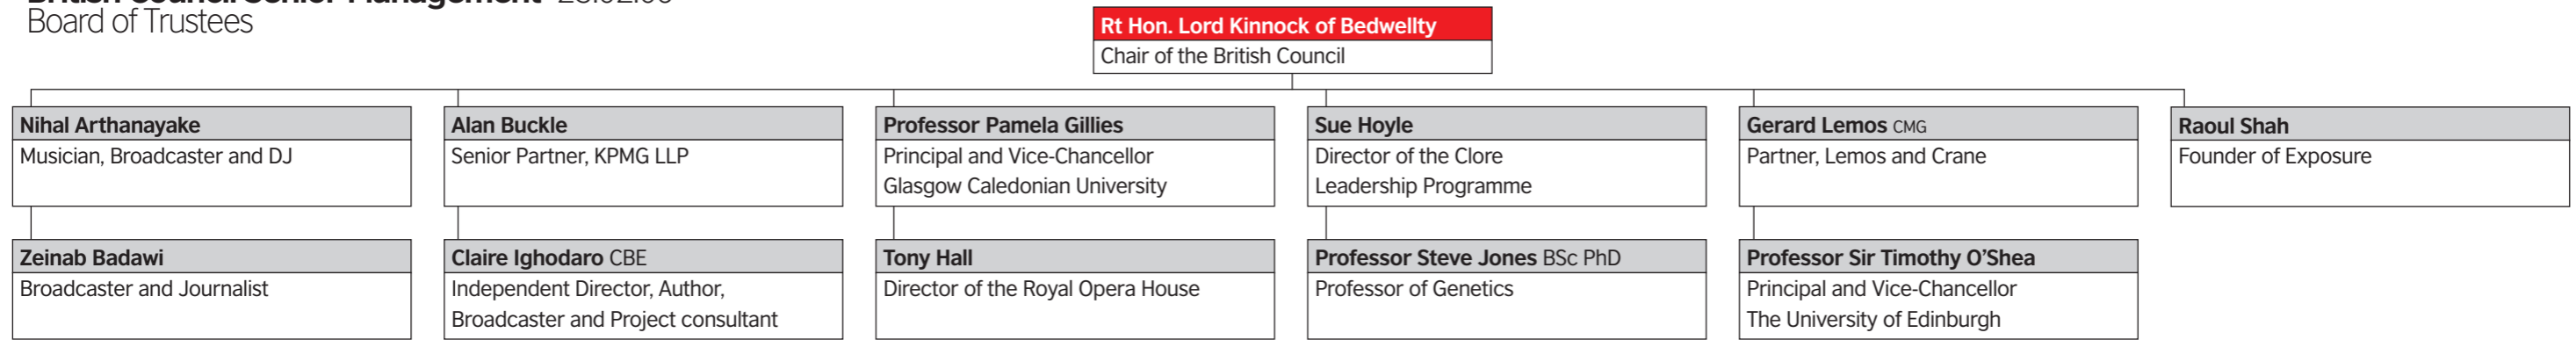 British Council Senior Management
Board of Trustees
Rt Hon. Lord Kinnock of Bedwellty
Chair of the British Council
Nihal Arthanayake
Musician, Broadcaster and DJ
Alan Buckle
Senior Partner, KPMG LLP
Professor Pamela Gillies
Principal and Vice-Chancellor
Glasgow Caledonian University
Sue Hoyle
Director of the Clore
Leadership Programme
Gerard Lemos CMG
Partner, Lemos and Crane
Raoul Shah
Founder of Exposure
Zeinab Badawi
Broadcaster and Journalist
Claire Ighodaro CBE
Independent Director, Author,
Broadcaster and Project consultant
Tony Hall
Director of the Royal Opera House
Professor Steve Jones BSc PhD
Professor of Genetics
Professor Sir Timothy O’Shea
Principal and Vice-Chancellor
The University of Edinburgh